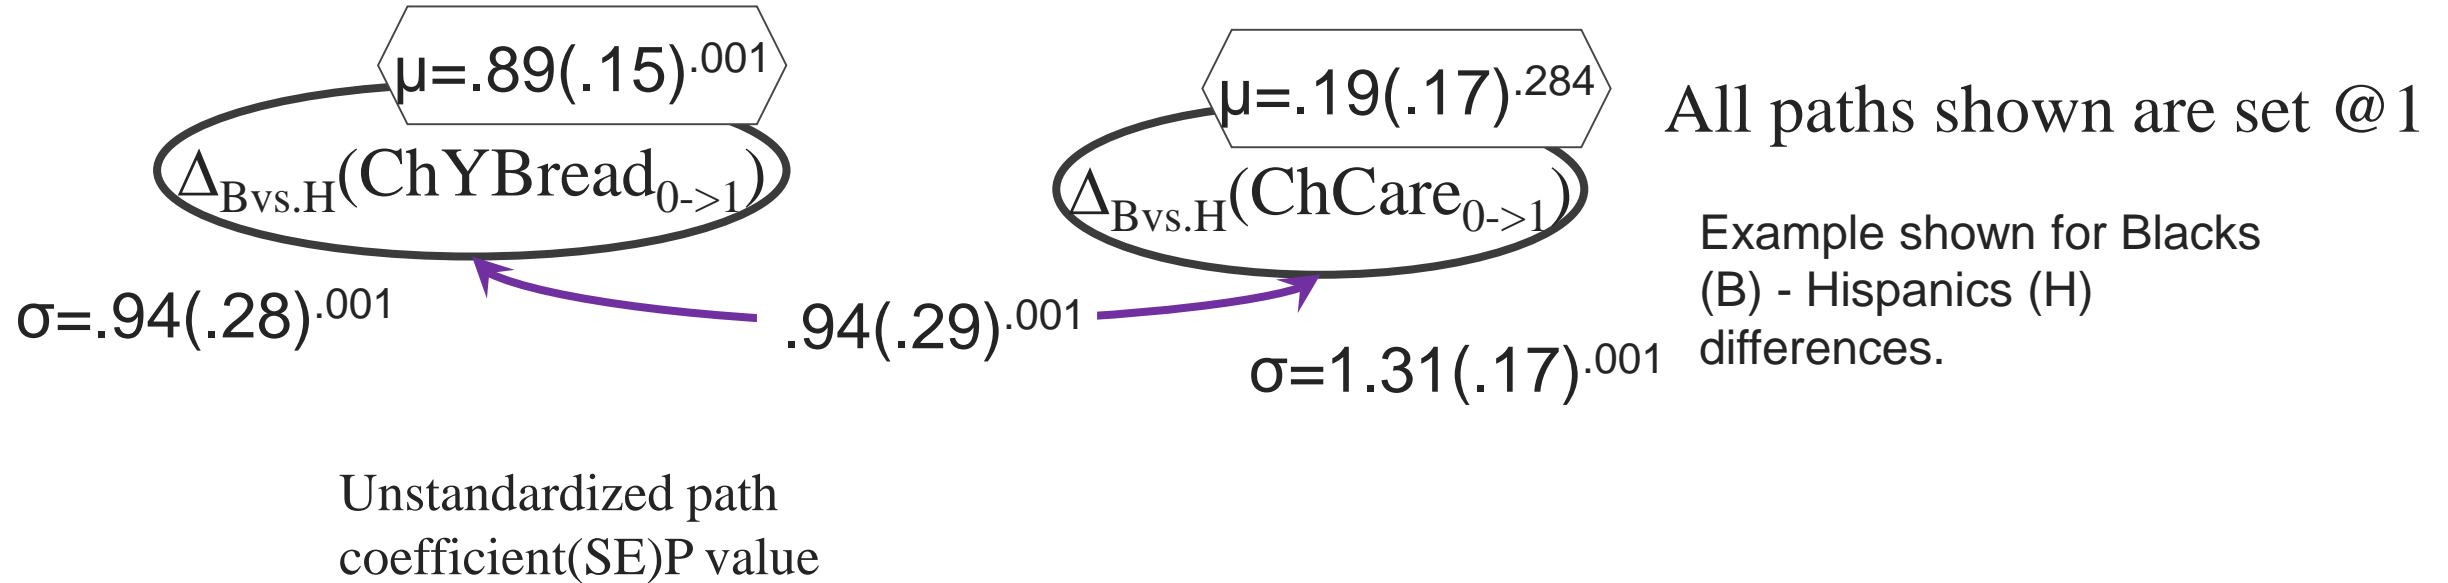 μ=.89(.15).001
μ=.19(.17).284
All paths shown are set @1
ΔBvs.H(ChYBread0->1)
ΔBvs.H(ChCare0->1)
Example shown for Blacks
(B) - Hispanics (H)
differences.
σ=.94(.28).001
.94(.29).001
σ=1.31(.17).001
Unstandardized path
coefficient(SE)P value